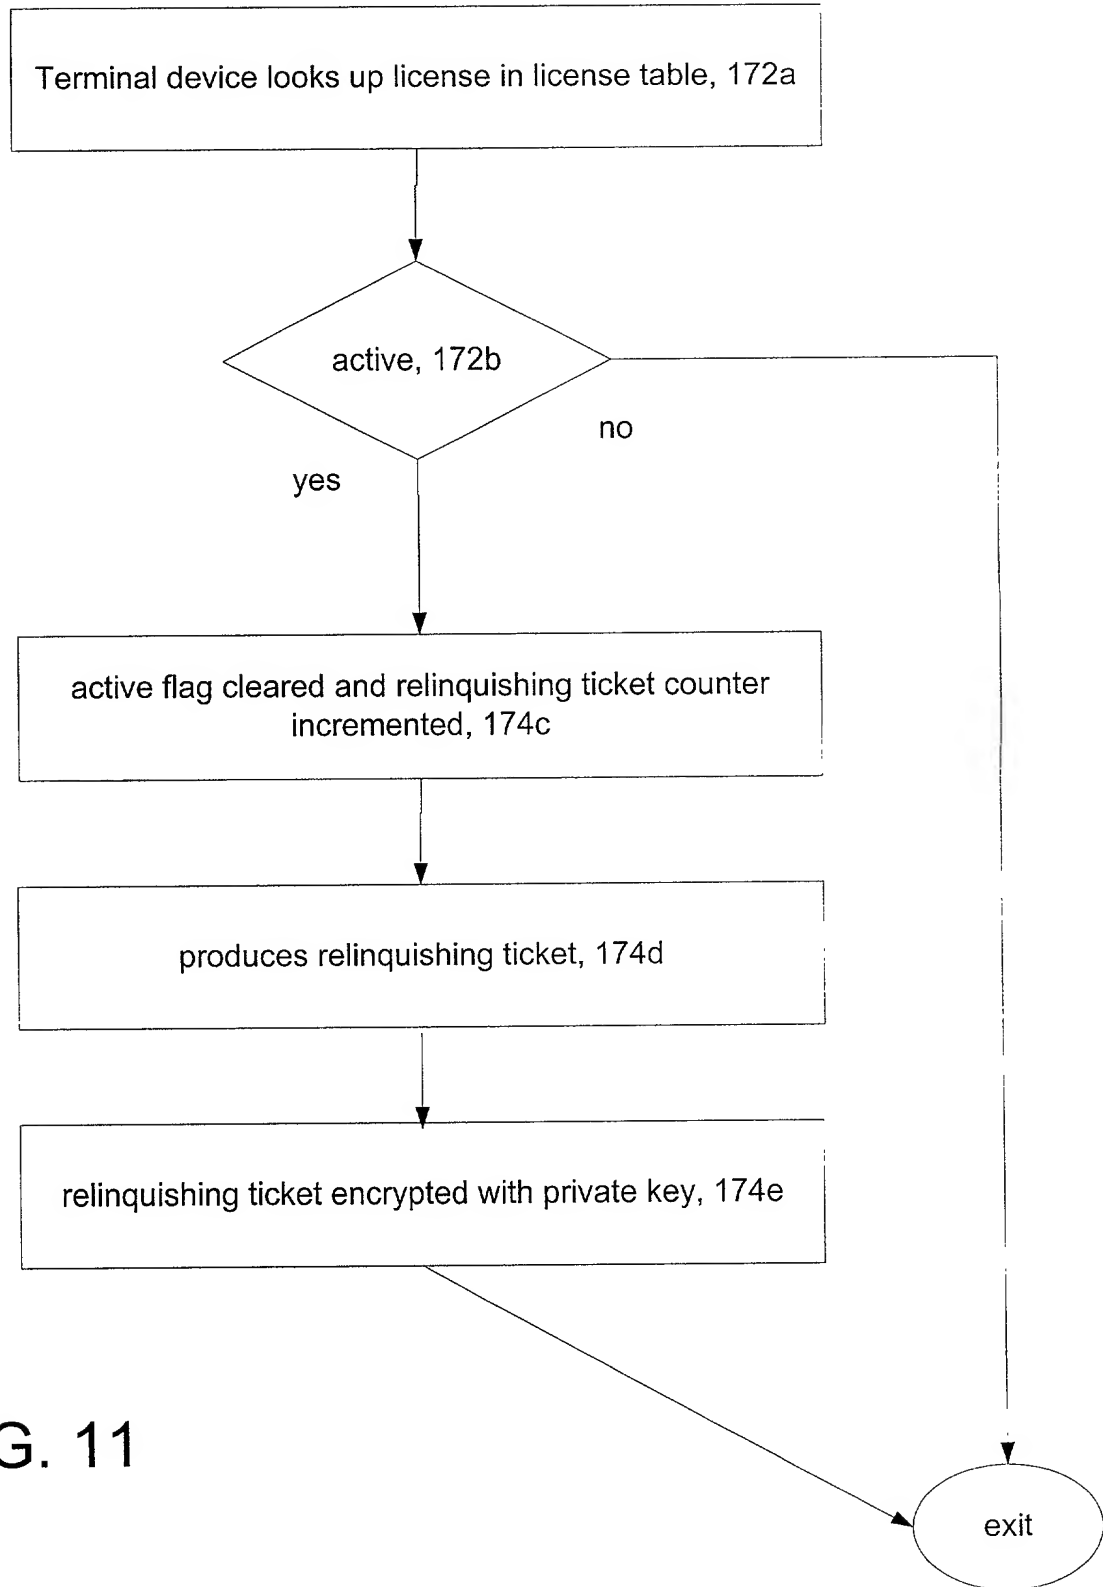 Terminal device looks up license in license table, 172a
active, 172b
no
yes
active flag cleared and relinquishing ticket counter
incremented, 174c
produces relinquishing ticket, 174d
relinquishing ticket encrypted with private key, 174e
G. 11
exit